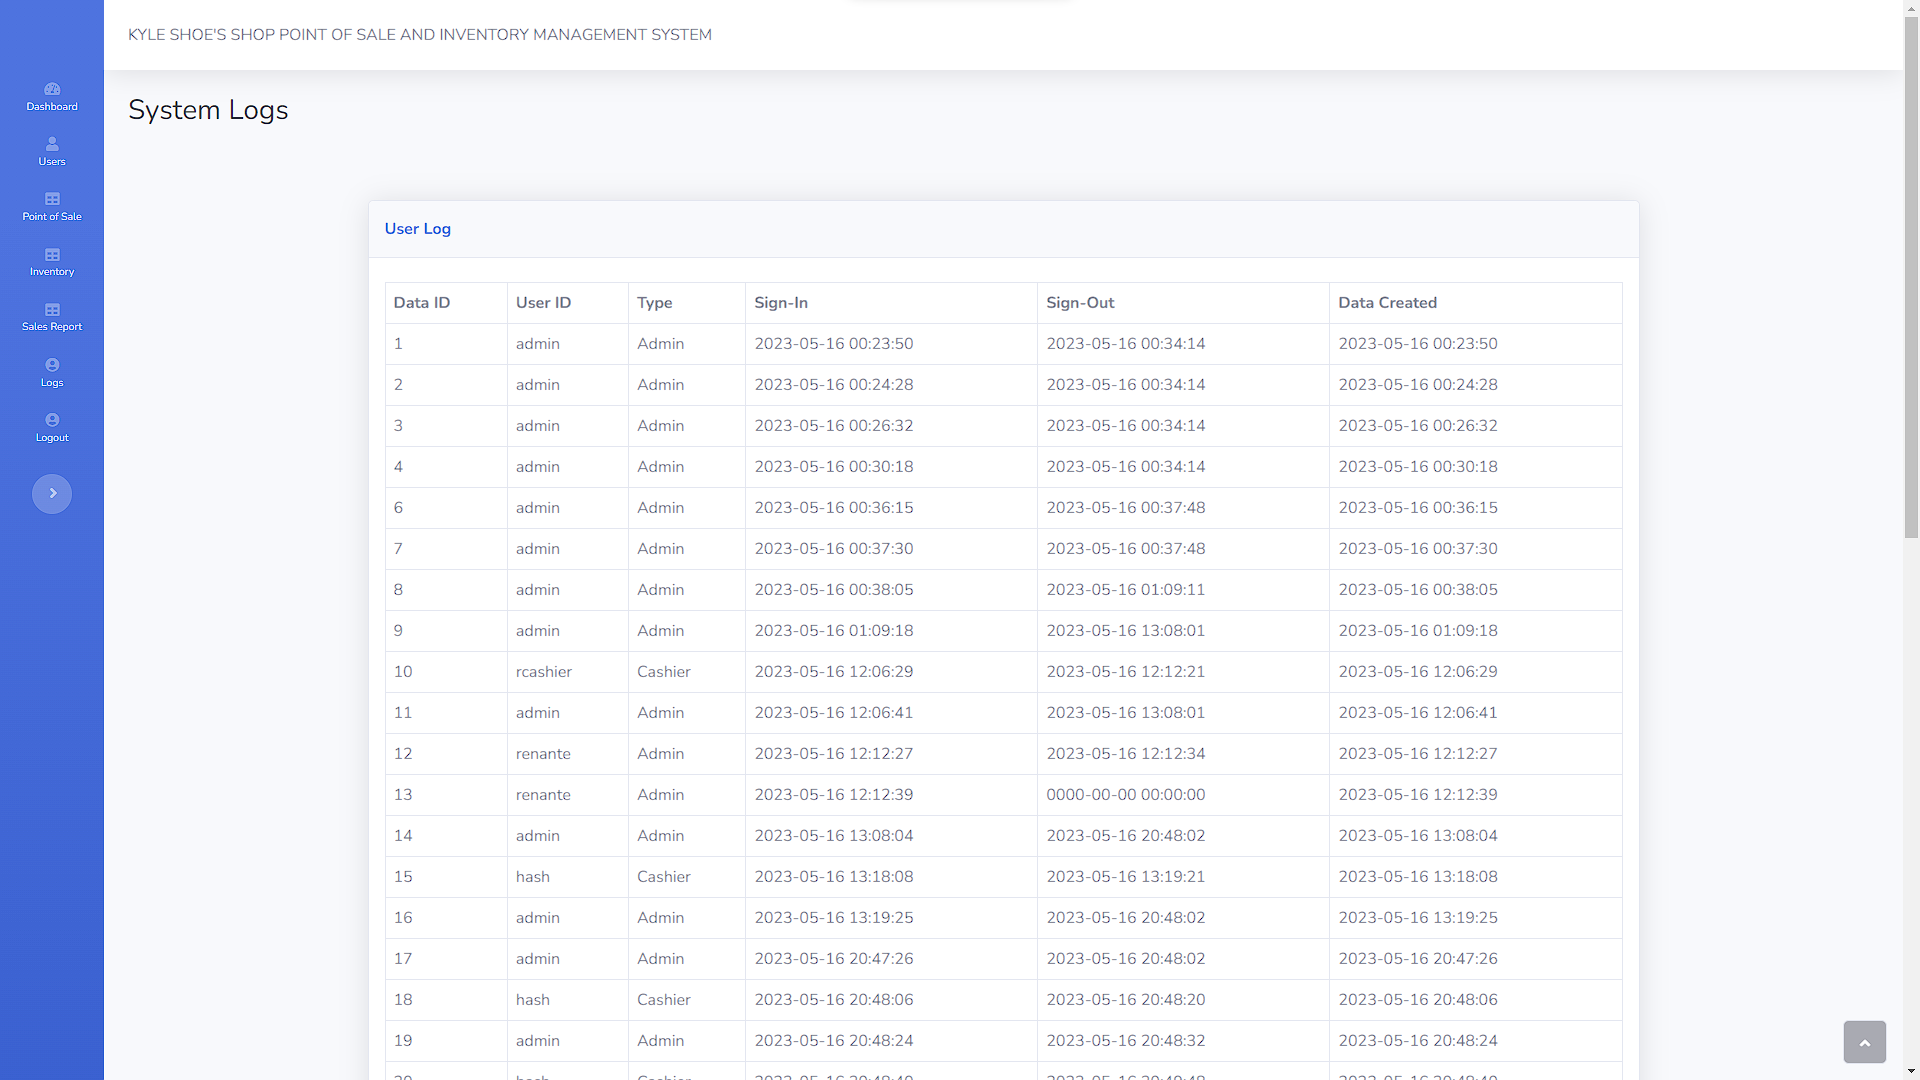 KYLE SHOE'S SHOP POINT OF SALE AND INVENTORY MANAGEMENT SYSTEM
Dashboard
Users
Point of Sale
Inventory
Sales Report
Logs
Logout
System Logs
User Log
Data ID User ID Type Sign-In Sign-Out Data Created
1 admin Admin 2023-05-16 00:23:50 2023-05-16 00:34:14 2023-05-16 00:23:50
2 admin Admin 2023-05-16 00:24:28 2023-05-16 00:34:14 2023-05-16 00:24:28
3 admin Admin 2023-05-16 00:26:32 2023-05-16 00:34:14 2023-05-16 00:26:32
4 admin Admin 2023-05-16 00:30:18 2023-05-16 00:34:14 2023-05-16 00:30:18
6 admin Admin 2023-05-16 00:36:15 2023-05-16 00:37:48 2023-05-16 00:36:15
7 admin Admin 2023-05-16 00:37:30 2023-05-16 00:37:48 2023-05-16 00:37:30
8 admin Admin 2023-05-16 00:38:05 2023-05-16 01:09:11 2023-05-16 00:38:05
9 admin Admin 2023-05-16 01:09:18 2023-05-16 13:08:01 2023-05-16 01:09:18
10 rcashier Cashier 2023-05-16 12:06:29 2023-05-16 12:12:21 2023-05-16 12:06:29
11 admin Admin 2023-05-16 12:06:41 2023-05-16 13:08:01 2023-05-16 12:06:41
12 renante Admin 2023-05-16 12:12:27 2023-05-16 12:12:34 2023-05-16 12:12:27
13 renante Admin 2023-05-16 12:12:39 0000-00-00 00:00:00 2023-05-16 12:12:39
14 admin Admin 2023-05-16 13:08:04 2023-05-16 20:48:02 2023-05-16 13:08:04
15 hash Cashier 2023-05-16 13:18:08 2023-05-16 13:19:21 2023-05-16 13:18:08
16 admin Admin 2023-05-16 13:19:25 2023-05-16 20:48:02 2023-05-16 13:19:25
17 admin Admin 2023-05-16 20:47:26 2023-05-16 20:48:02 2023-05-16 20:47:26
18 hash Cashier 2023-05-16 20:48:06 2023-05-16 20:48:20 2023-05-16 20:48:06
19 admin Admin 2023-05-16 20:48:24 2023-05-16 20:48:32 2023-05-16 20:48:24